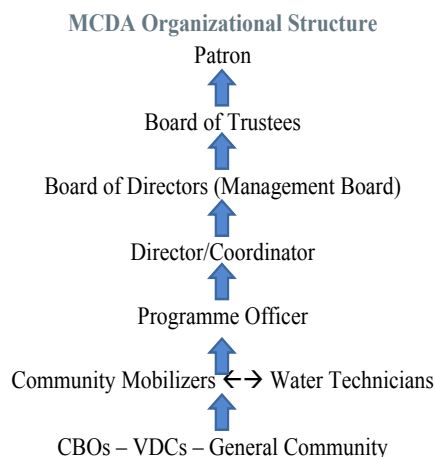 MCDA Organizational Structure
Patron
Board of Trustees
Board of Directors (Management Board)
Director/Coordinator
Programme Officer
Community Mobilizers ←→ Water Technicians
CBOs – VDCs – General Community